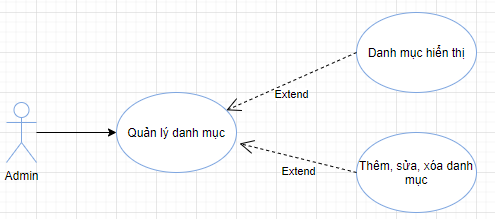 Danh mục hiển thị
Extend
Quản lý danh mục
Extend
Thêm, sửa, xóa danh
mục
Admin